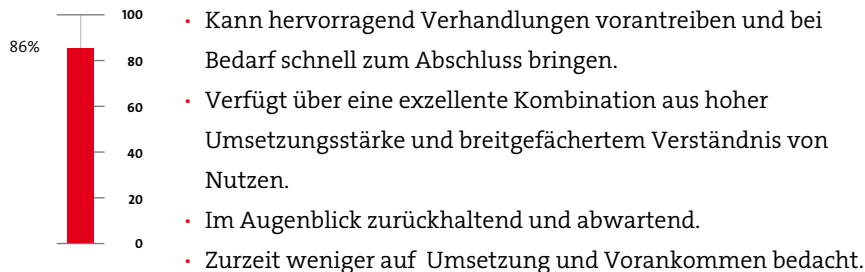 100
86%
80
60
40
20
0
• Kann hervorragend Verhandlungen vorantreiben und bei
Bedarf schnell zum Abschluss bringen.
• Verfügt über eine exzellente Kombination aus hoher
Umsetzungsstärke und breitgefächertem Verständnis von
Nutzen.
• Im Augenblick zurückhaltend und abwartend.
• Zurzeit weniger auf Umsetzung und Vorankommen bedacht.